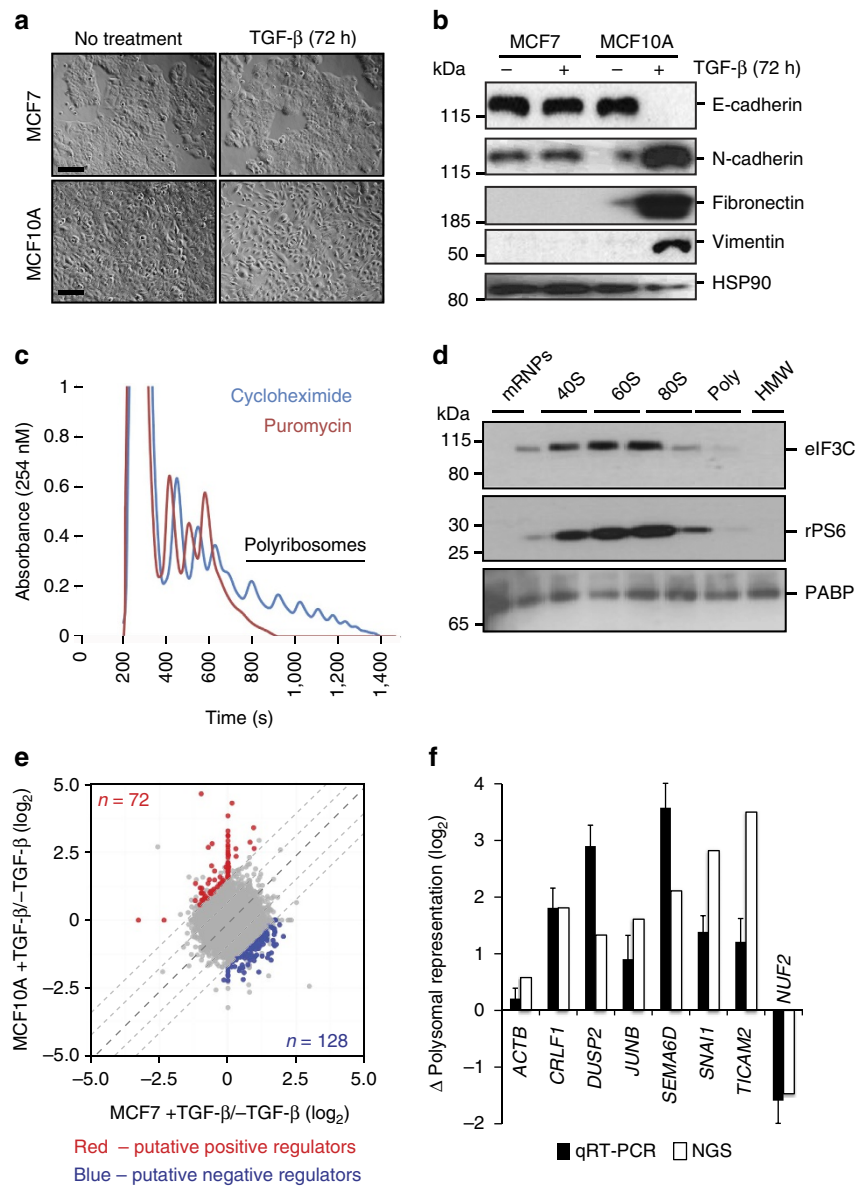 a
No treatment
TGF-β (72 h)
MCF7
MCF10A
b
MCF7
MCF10A
kDa
– + – + TGF-β (72 h)
115
E-cadherin
115
N-cadherin
185
Fibronectin
50
Vimentin
80
HSP90
c
Absorbance (254 nM)
1
0.8
0.6
0.4
0.2
0
Cycloheximide
Puromycin
Polyribosomes
0
200
400
600
800
1,000
1,200
1,400
Time (s)
d
mRNPs
40S
60S
80S
Poly
HMW
kDa
115
80
eIF3C
30
25
rPS6
65
PABP
e
MCF10A +TGF-β/–TGF-β (log2)
5.0
2.5
0
–2.5
–5.0
n = 72
n = 128
–5.0
–2.5
0
2.5
5.0
MCF7 +TGF-β/–TGF-β (log2)
Red – putative positive regulators
Blue – putative negative regulators
f
Δ Polysomal representation (log2)
4
3
2
1
0
–1
–2
ACTB
CRLF1
DUSP2
JUNB
SEMA6D
SNAI1
TICAM2
NUF2
qRT-PCR
NGS